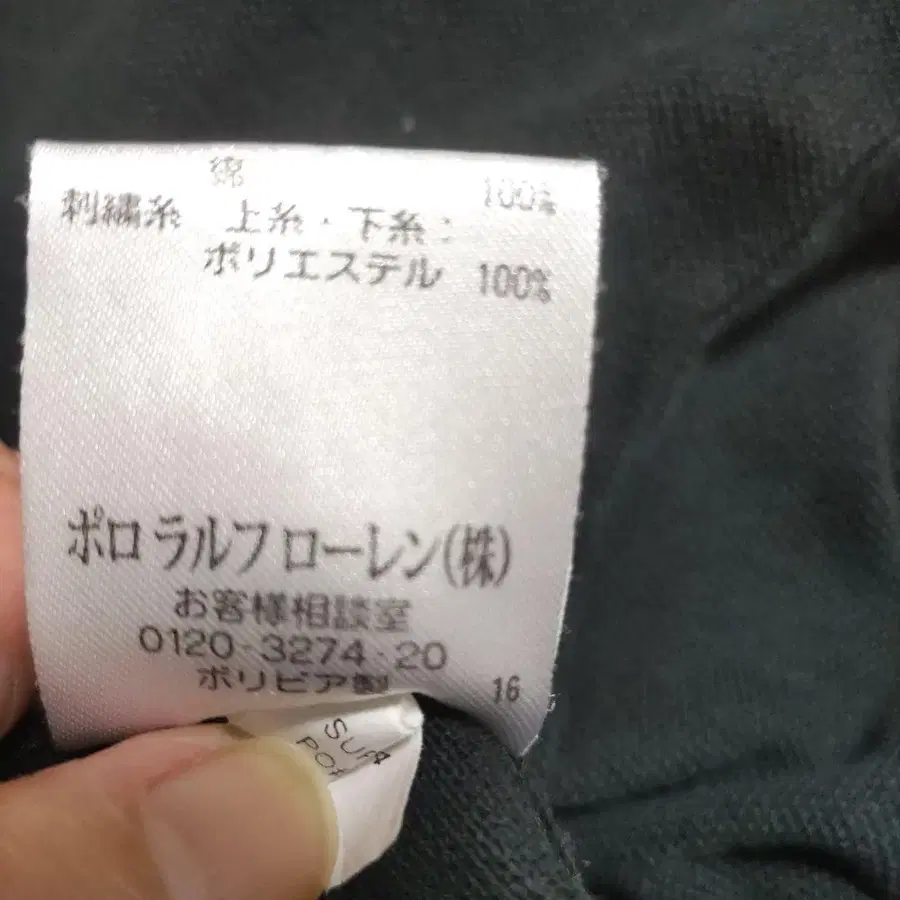 綿 100%
刺繍糸 上糸・下糸:
ポリエステル 100%
ポロ ラルフ ローレン(株)
お客様相談室
0120-3274-20
ボリビア製 16